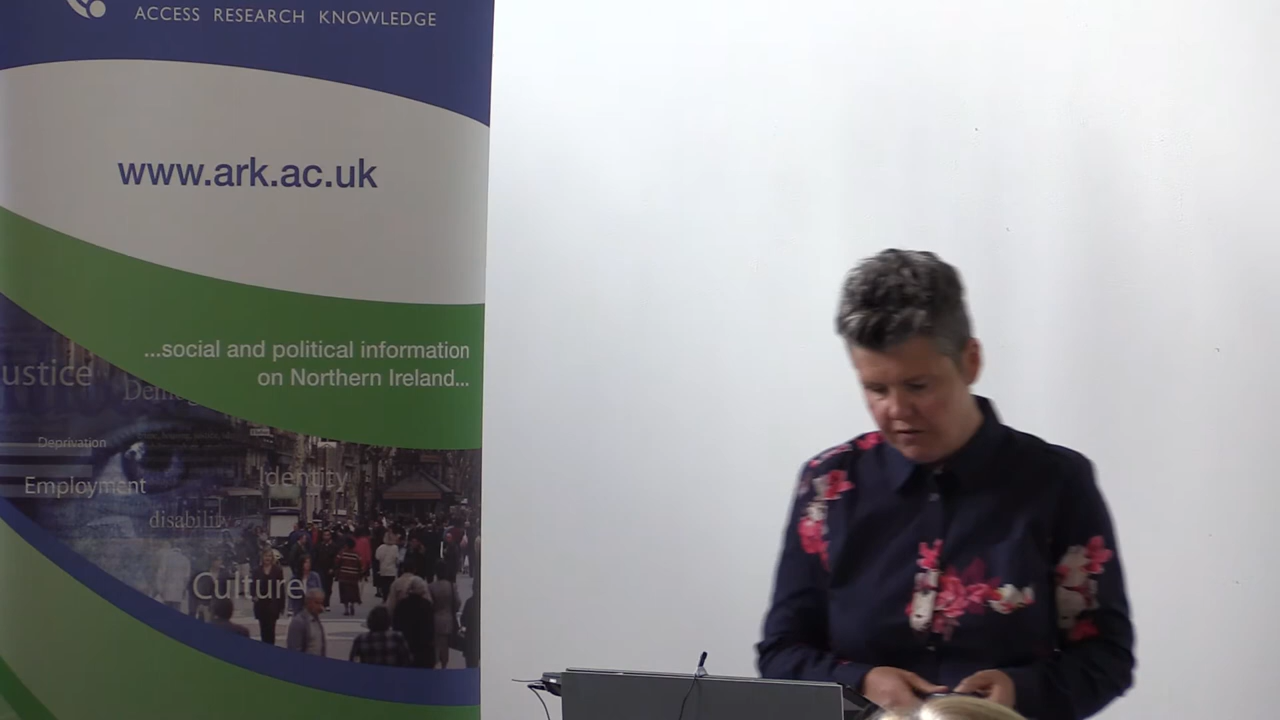 ACCESS RESEARCH KNOWLEDGE
www.ark.ac.uk
...social and political information
on Northern Ireland...
ustice
Deprivation
Employment
Identity
disability
Culture